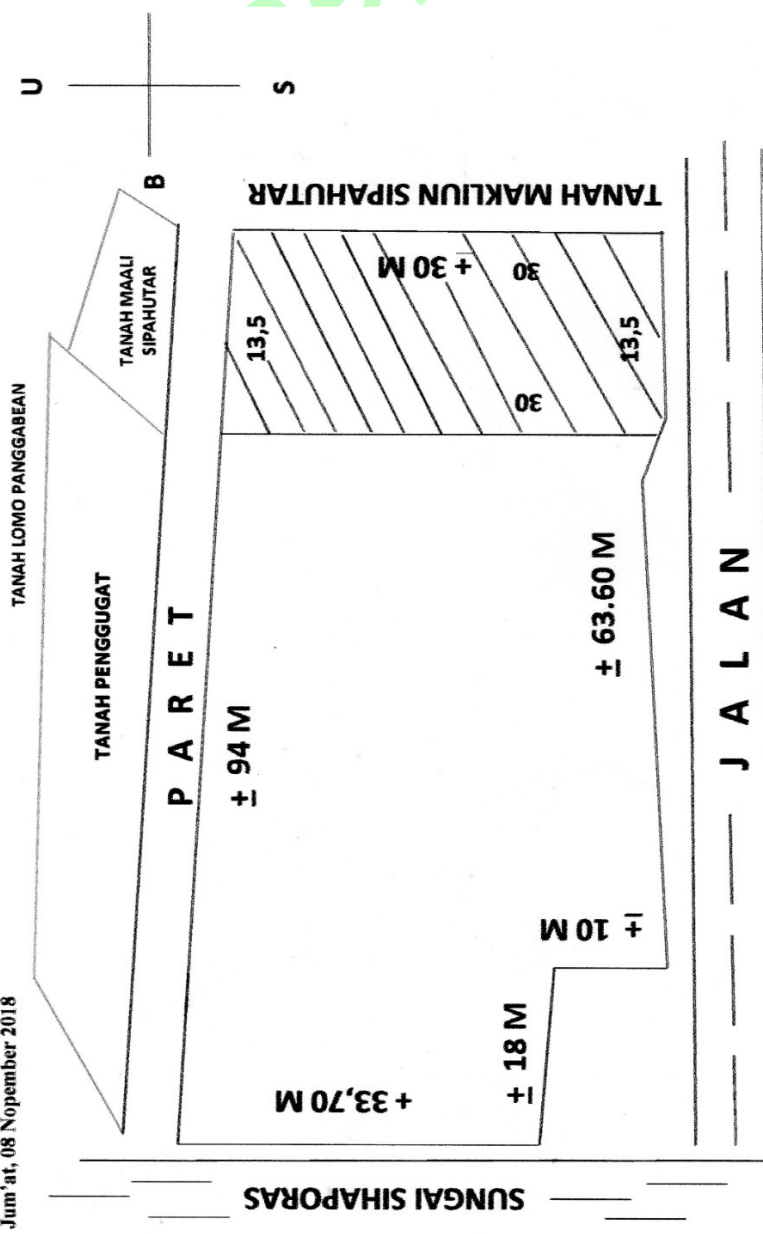 Jum'at, 08 Nopember 2018
U
S
B
TANAH LOMO PANGGABEAN
TANAH MAALI
SIPAHUTAR
TANAH PENGGUGAT
P A R E T
± 94 M
TANAH MAKLIUN SIPAHUTAR
± 30 M
30
30
13,5
13,5
± 63.60 M
± 10 M
± 18 M
+ 33,70 M
SUNGAI SIHAPORAS
J A L A N